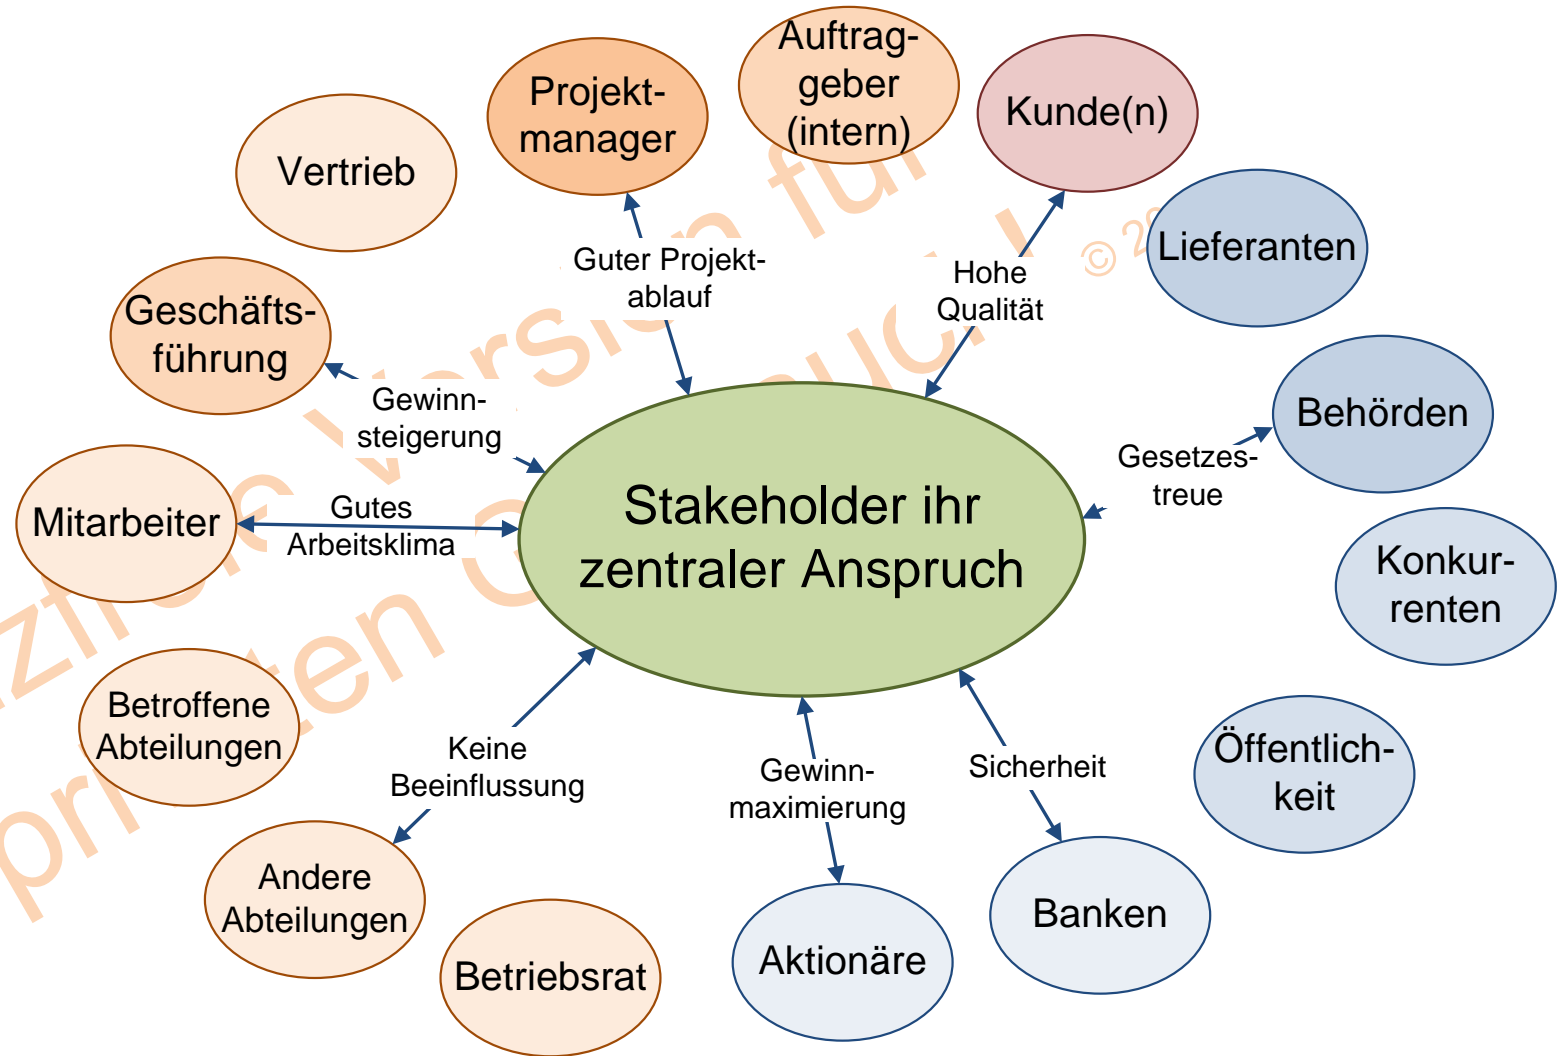 Auftrag-
geber
(intern)
Projekt-
manager
Kunde(n)
Vertrieb
Lieferanten
© 20
Guter Projekt-
ablauf
Hohe
Qualität
Geschäfts-
führung
Gewinn-
steigerung
Behörden
Gesetzes-
treue
Mitarbeiter
Gutes
Arbeitsklima
Stakeholder ihr
zentraler Anspruch
Konkur-
renten
Betroffene
Abteilungen
Keine
Beeinflussung
Gewinn-
maximierung
Sicherheit
Öffentlich-
keit
Andere
Abteilungen
Betriebsrat
Aktionäre
Banken